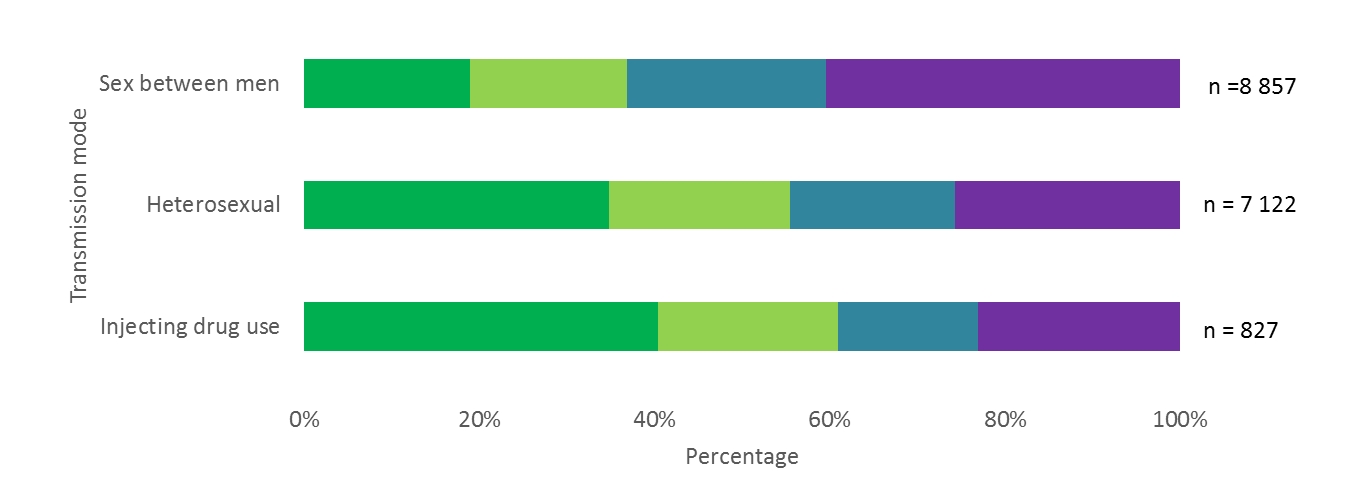 Sex between men
n =8 857
Transmission mode
Heterosexual
n = 7 122
Injecting drug use
n = 827
0% 20% 40% 60% 80% 100%
Percentage